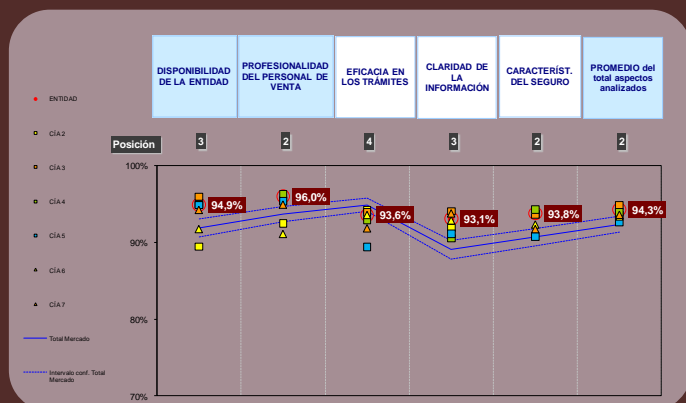 DISPONIBILIDAD
DE LA ENTIDAD
PROFESIONALIDAD
DEL PERSONAL DE
VENTA
EFICACIA EN
LOS TRÁMITES
CLARIDAD DE
LA
INFORMACIÓN
CARACTERÍST.
DEL SEGURO
PROMEDIO del
total aspectos
analizados
Posición
3
2
4
3
2
2
ENTIDAD
CÍA 2
CÍA 3
CÍA 4
CÍA 5
CÍA 6
CÍA 7
Total Mercado
Intervalo conf. Total
Mercado
100%
90%
80%
70%
94,9%
96,0%
93,6%
93,1%
93,8%
94,3%